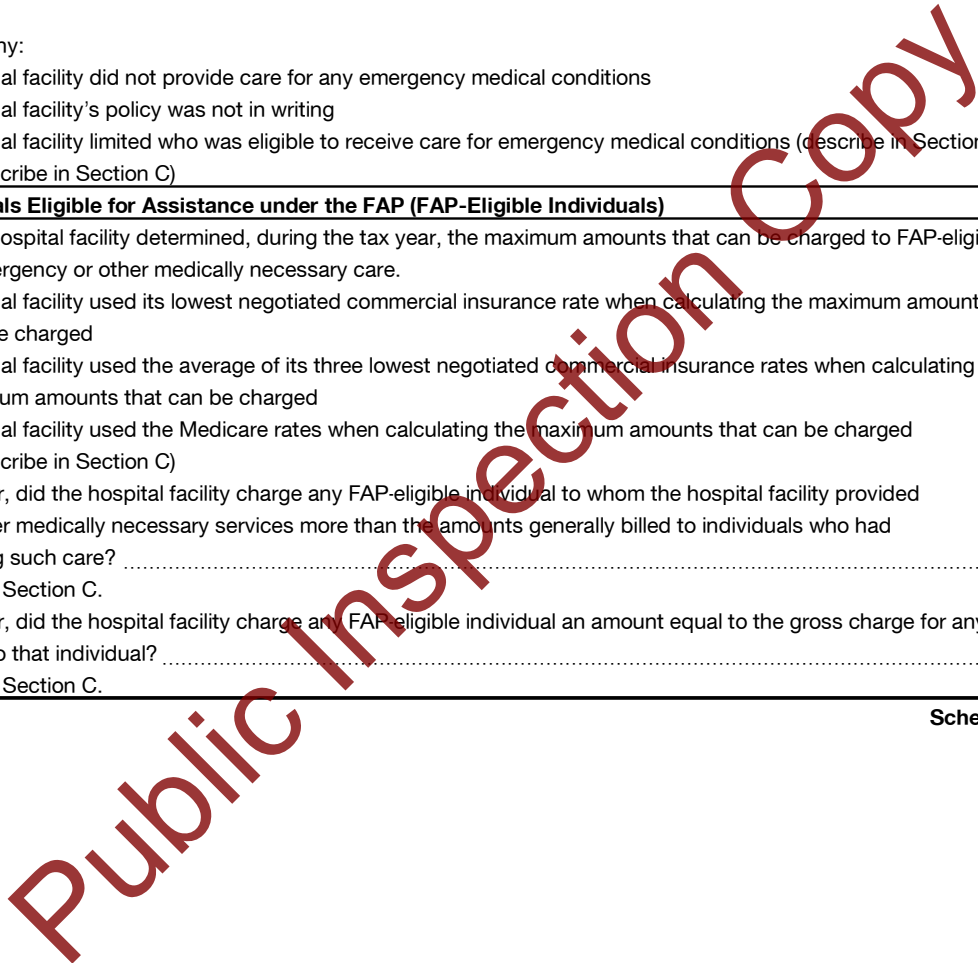 ny:
al facility did not provide care for any emergency medical conditions
al facility's policy was not in writing
al facility limited who was eligible to receive care for emergency medical conditions (describe in Section
cribe in Section C)
als Eligible for Assistance under the FAP (FAP-Eligible Individuals)
ospital facility determined, during the tax year, the maximum amounts that can be charged to FAP-eligi
ergency or other medically necessary care.
al facility used its lowest negotiated commercial insurance rate when calculating the maximum amount
e charged
al facility used the average of its three lowest negotiated commercial insurance rates when calculating
um amounts that can be charged
al facility used the Medicare rates when calculating the maximum amounts that can be charged
cribe in Section C)
r, did the hospital facility charge any FAP-eligible individual to whom the hospital facility provided
er medically necessary services more than the amounts generally billed to individuals who had
g such care?
Section C.
r, did the hospital facility charge any FAP-eligible individual an amount equal to the gross charge for any
o that individual?
Section C.
Sche
Public Inspection Copy